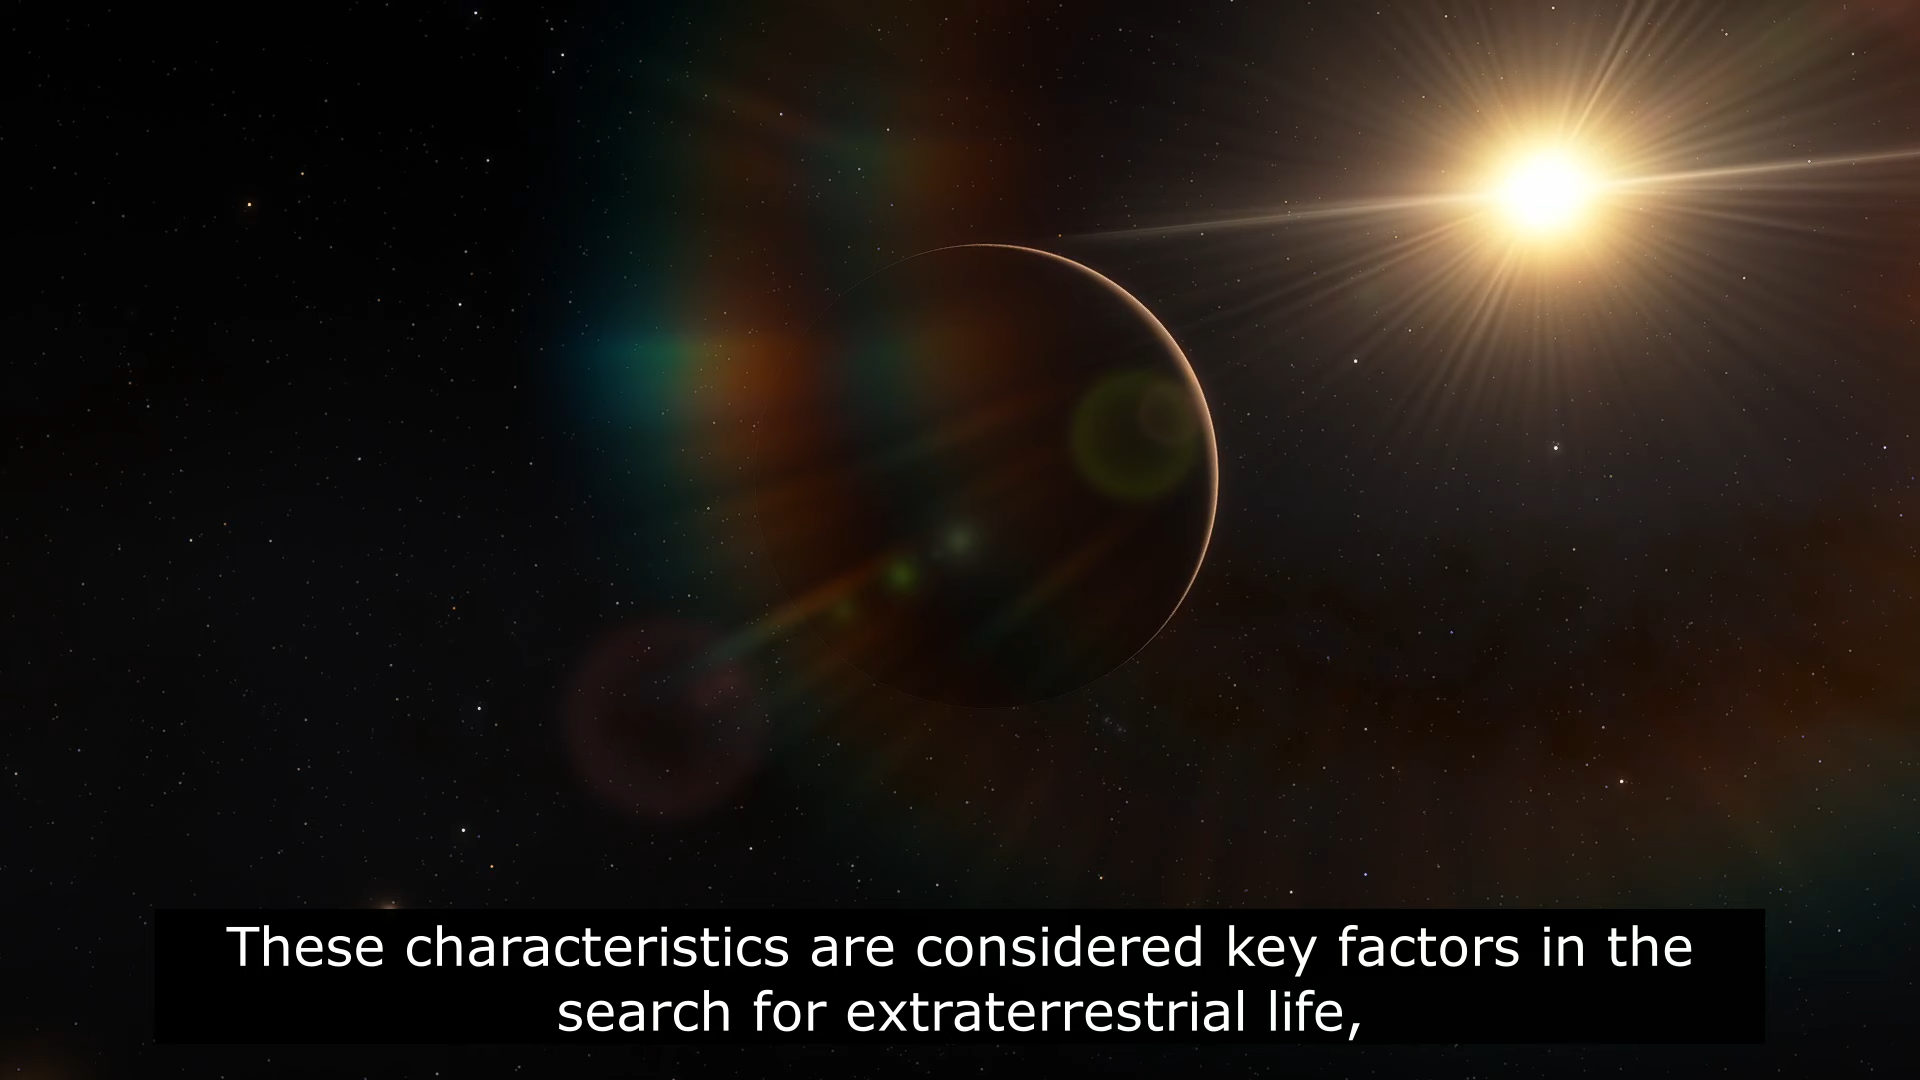 These characteristics are considered key factors in the
search for extraterrestrial life,